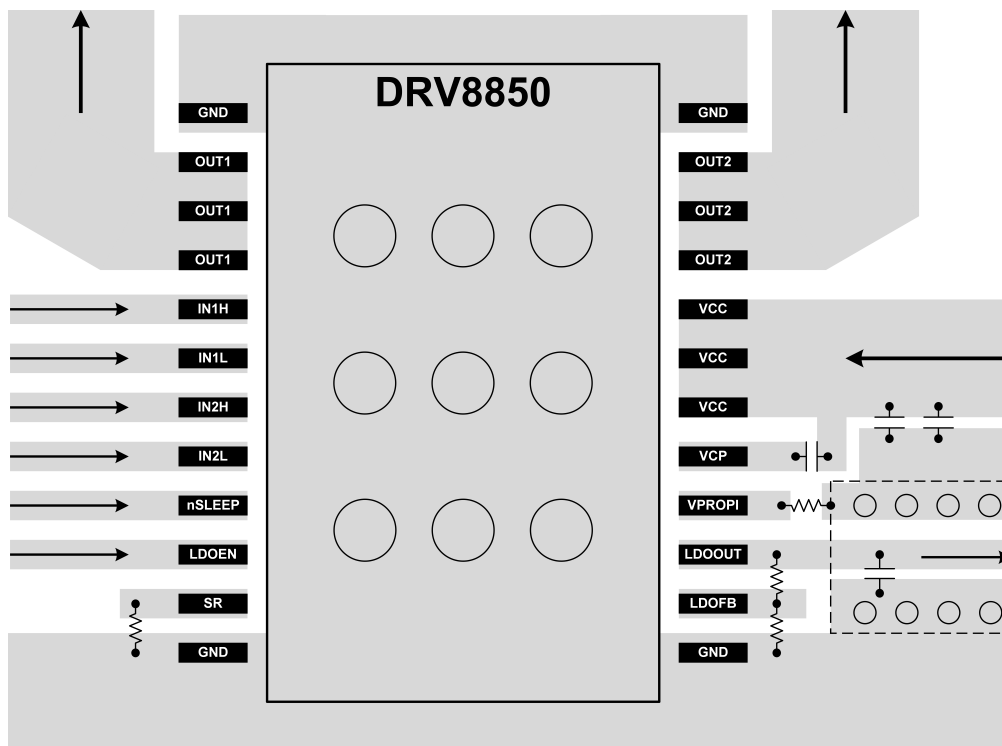 DRV8850
GND
OUT1
OUT1
OUT1
IN1H
IN1L
IN2H
IN2L
nSLEEP
LDOEN
SR
GND
GND
OUT2
OUT2
OUT2
VCC
VCC
VCC
VCP
VPROPI
LDOOUT
LDOFB
GND